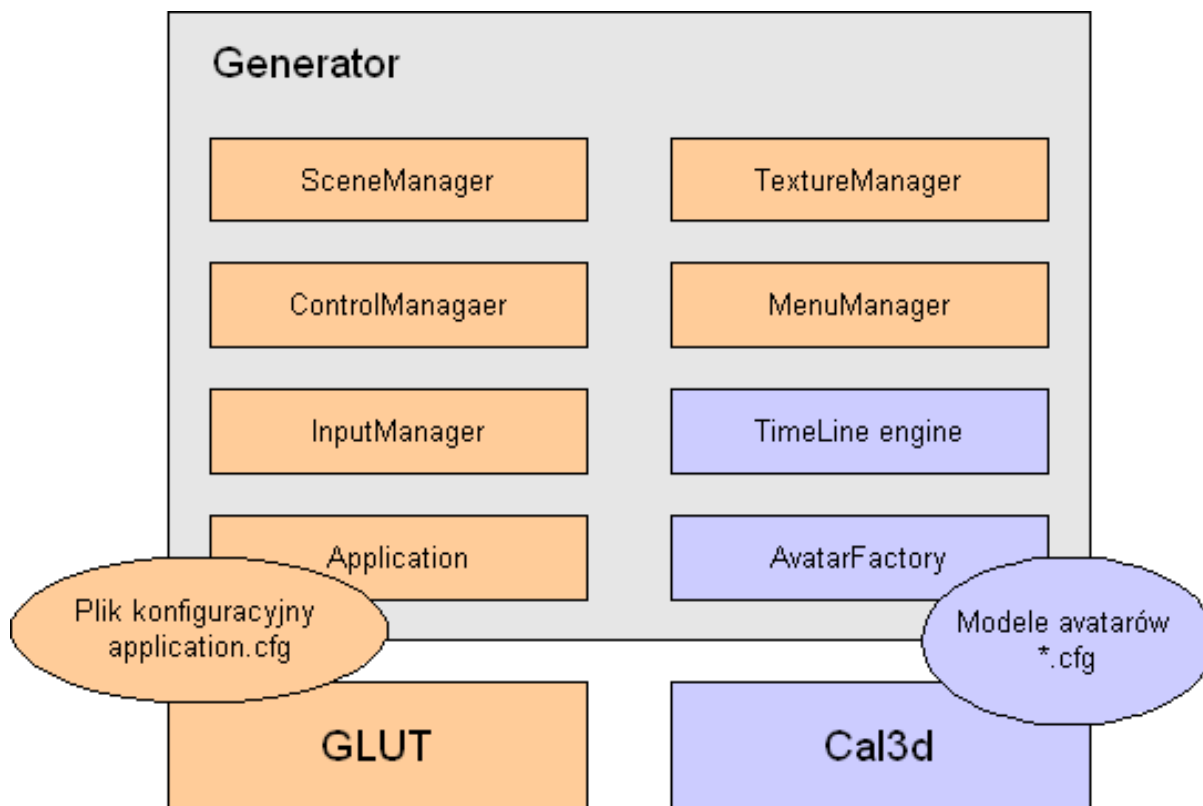 Generator
SceneManager
TextureManager
ControlManagaer
MenuManager
InputManager
TimeLine engine
Application
AvatarFactory
Plik konfiguracyjny
application.cfg
Modele avatarów
*.cfg
GLUT
Cal3d